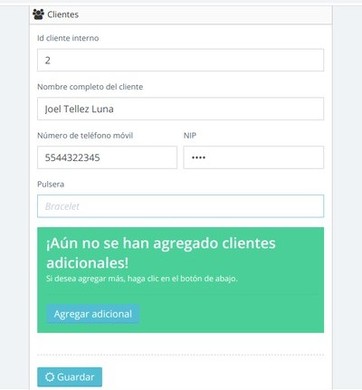 Clientes
Id cliente interno
2
Nombre completo del cliente
Joel Tellez Luna
Número de teléfono móvil NIP
5544322345 ••••
Pulsera
Bracelet
¡Aún no se han agregado clientes
adicionales!
Si desea agregar más, haga clic en el botón de abajo.
Agregar adicional
Guardar